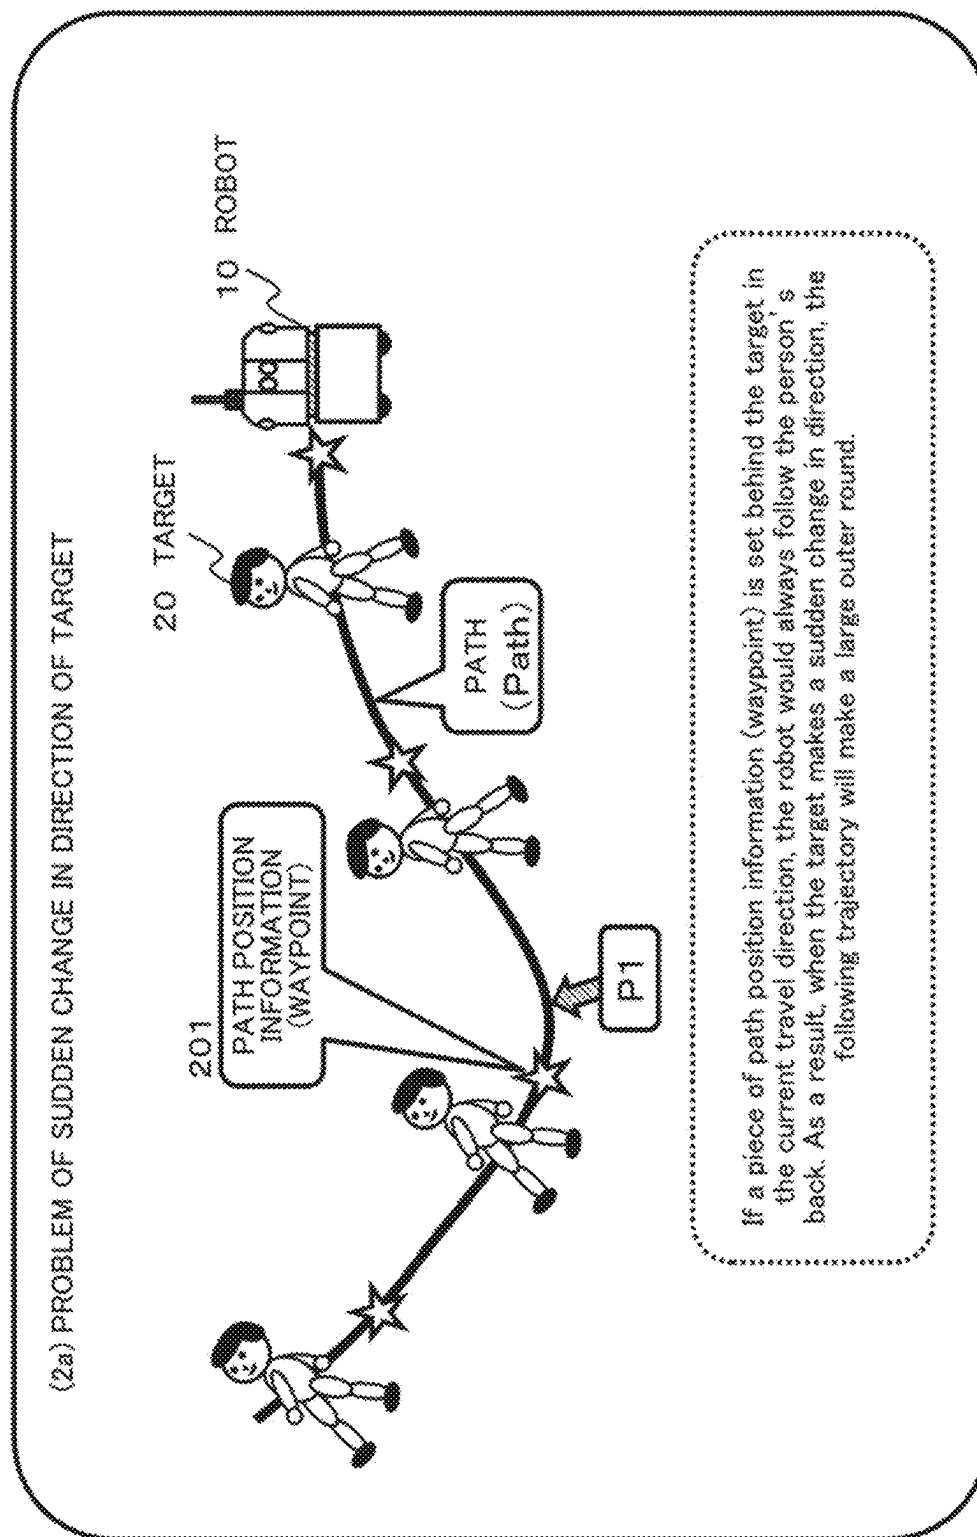 (2a) PROBLEM OF SUDDEN CHANGE IN DIRECTION OF TARGET
201
PATH POSITION
INFORMATION
(WAYPOINT)
20 TARGET
10 ROBOT
PATH
(Path)
P1
If a piece of path position information (waypoint) is set behind the target in
the current travel direction, the robot would always follow the person's
back. As a result, when the target makes a sudden change in direction, the
following trajectory will make a large outer round.